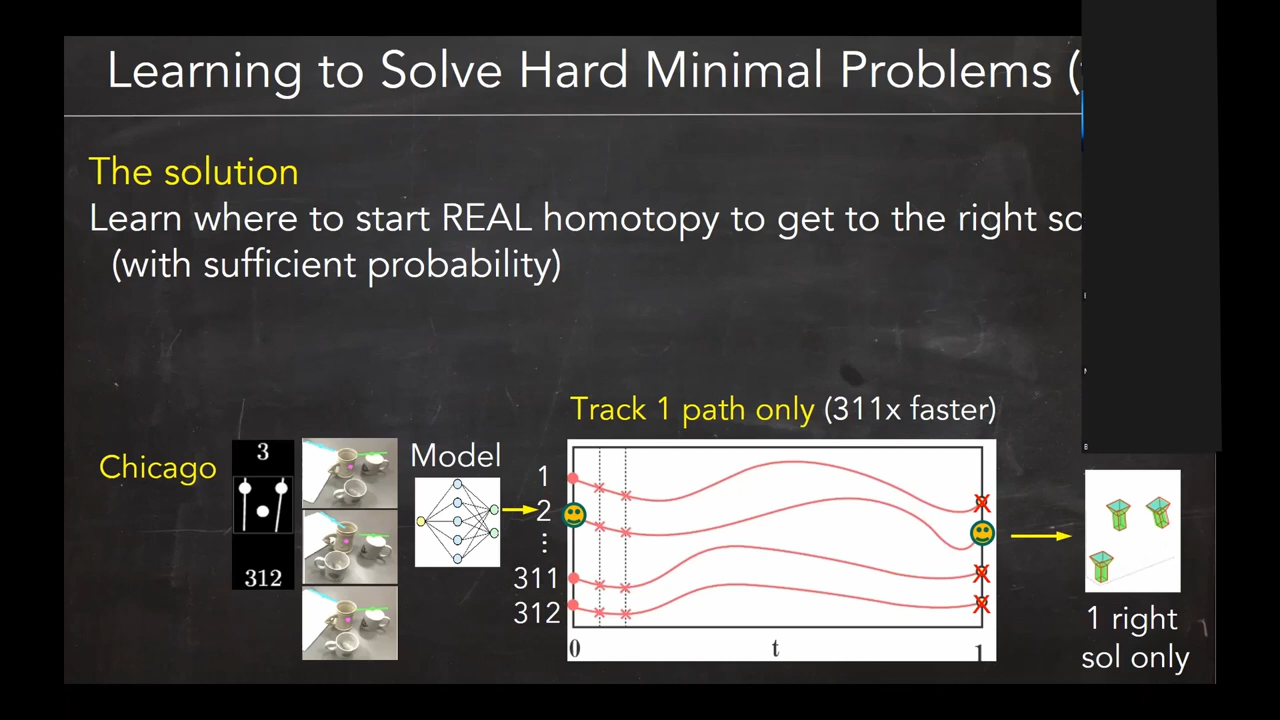 Learning to Solve Hard Minimal Problems (
The solution
Learn where to start REAL homotopy to get to the right
(with sufficient probability)
Track 1 path only (311x faster)
Chicago
3
312
Model
1
2
⋮
311
312
0
t
1
1 right
sol only